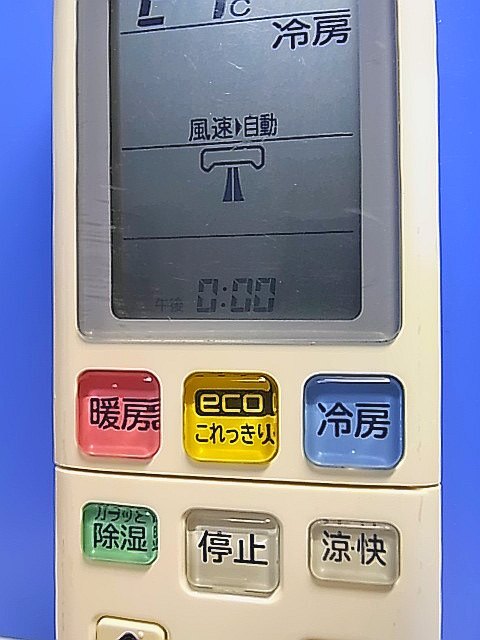 ℃
冷房
風速▶自動
午後 0:00
暖房
eco
これっきり
冷房
カラッと
除湿
停止
涼・快